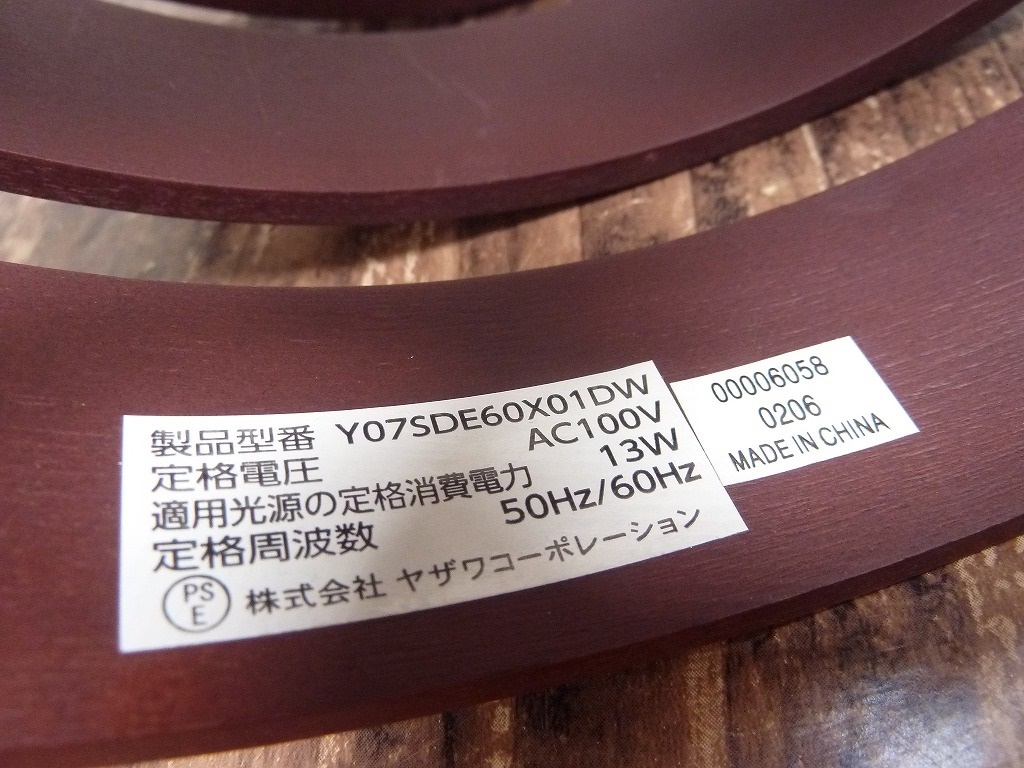 製品型番 Y07SDE60X01DW
定格電圧 AC100V
適用光源の定格消費電力 13W
定格周波数 50Hz/60Hz
PS
E
株式会社 ヤザワコーポレーション
00006058
0206
MADE IN CHINA